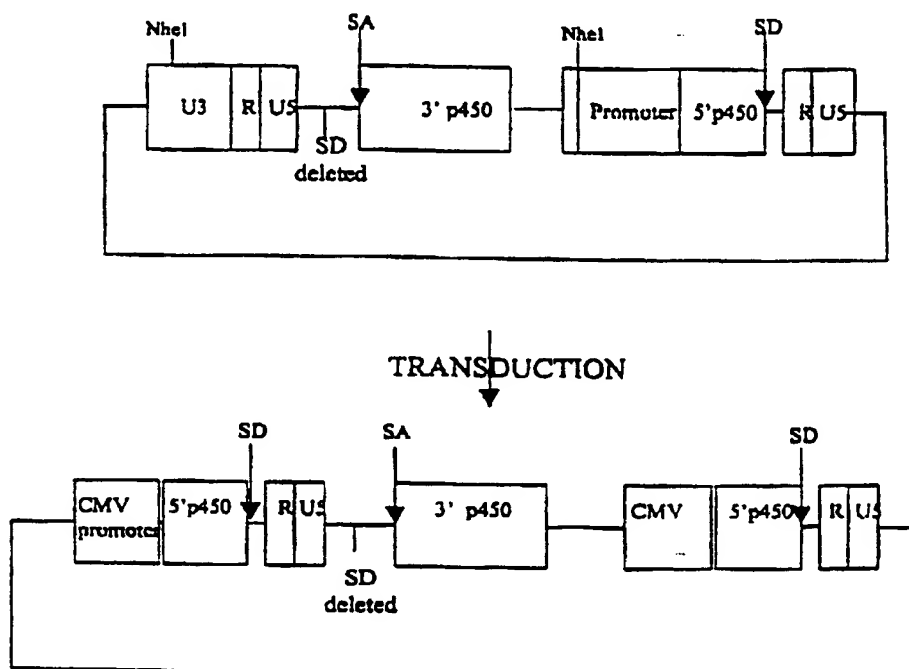 NheI
SA
NheI
SD
U3
R
U5
3' p450
Promoter
5'p450
R
U5
SD
deleted
TRANSDUCTION
SD
SA
SD
CMV
promoter
5'p450
R
U5
3' p450
CMV
5'p450
R
U5
SD
deleted